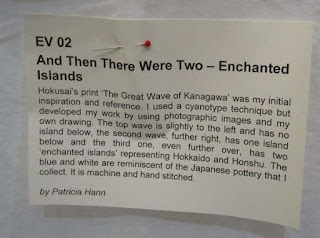 EV 02
And Then There Were Two – Enchanted
Islands
Hokusai's print 'The Great Wave of Kanagawa' was my initial
inspiration and reference. I used a cyanotype technique but
developed my work by using photographic images and my
own drawing. The top wave is slightly to the left and has no
island below, the second wave, further right, has one island
below and the third one, even further over, has two
'enchanted islands' representing Hokkaido and Honshu. The
blue and white are reminiscent of the Japanese pottery that I
collect. It is machine and hand stitched.
by Patricia Hann